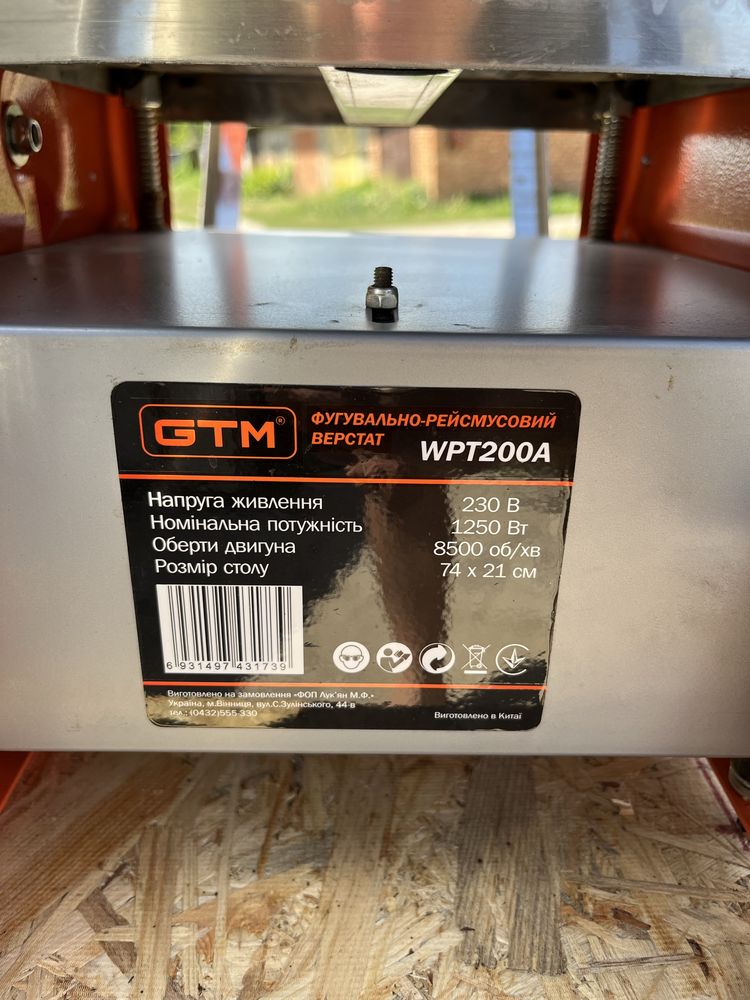 GTM®
ФУГУВАЛЬНО-РЕЙСМУСОВИЙ
ВЕРСТАТ WPT200A
Напруга живлення 230 В
Номінальна потужність 1250 Вт
Оберти двигуна 8500 об/хв
Розмір столу 74 x 21 см
6 931497 431739
Виготовлено на замовлення «ФОП Лук'ян М.Ф.»
Україна, м.Вінниця, вул.С.Зулінського, 44-в
тел.: (0432)555 330
Виготовлено в Китаї